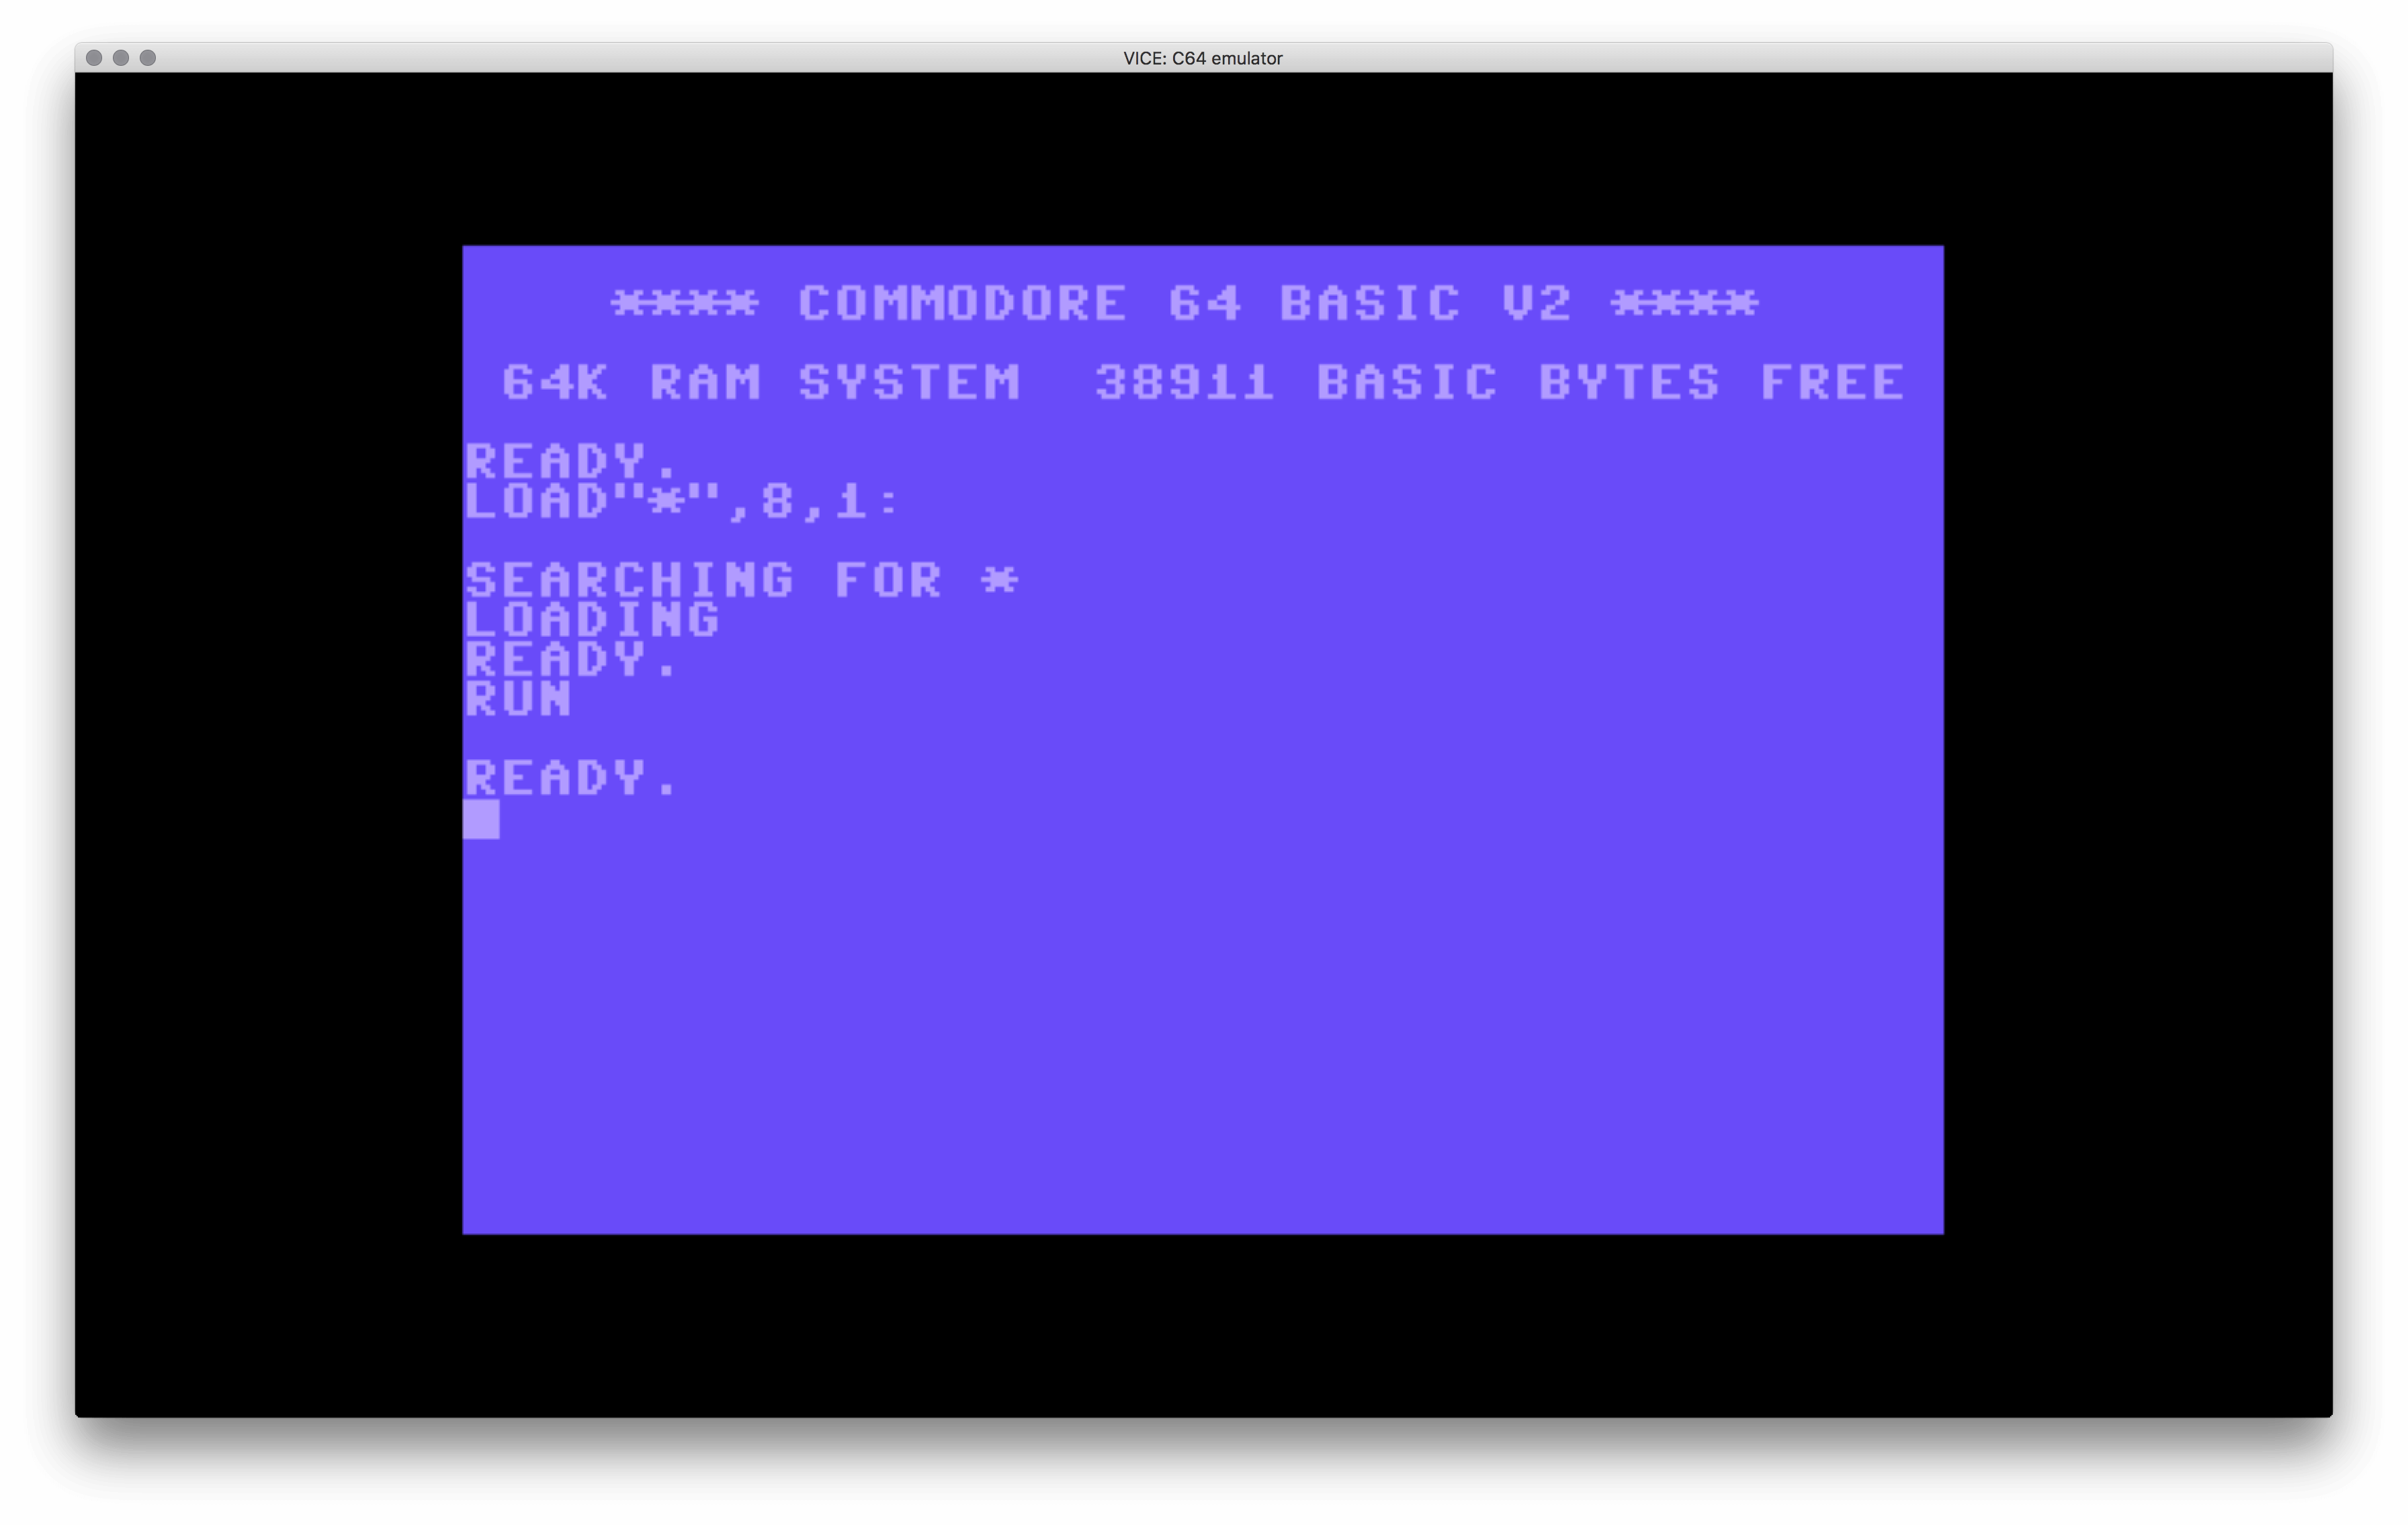 VICE: C64 emulator
**** COMMODORE 64 BASIC V2 ****
64K RAM SYSTEM  38911 BASIC BYTES FREE
READY.
LOAD"*",8,1:
SEARCHING FOR *
LOADING
READY.
RUN
READY.